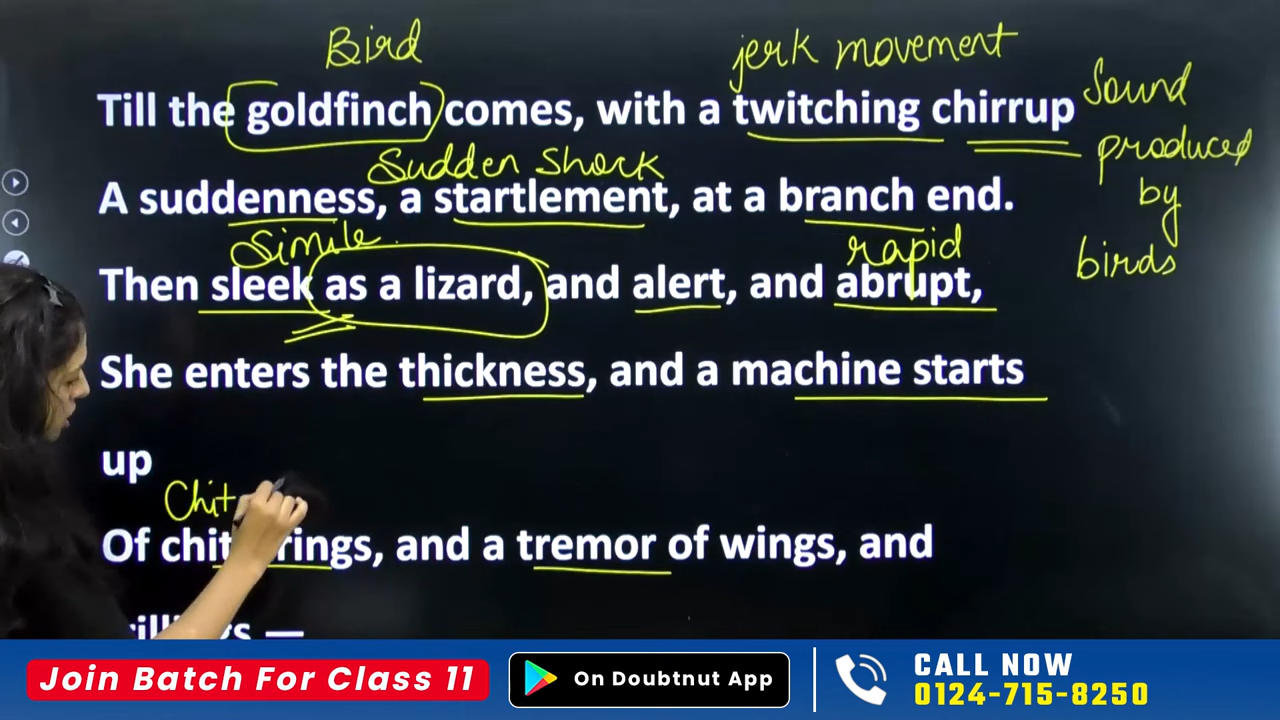 Bird
jerk movement
Till the goldfinch comes, with a twitching chirrup
Sound
produced
by
birds
Sudden Shock
A suddenness, a startlement, at a branch end.
Simile
rapid
Then sleek as a lizard, and alert, and abrupt,
She enters the thickness, and a machine starts
up
Chit
Of chitterings, and a tremor of wings, and
Join Batch For Class 11
On Doubtnut App
CALL NOW
0124-715-8250